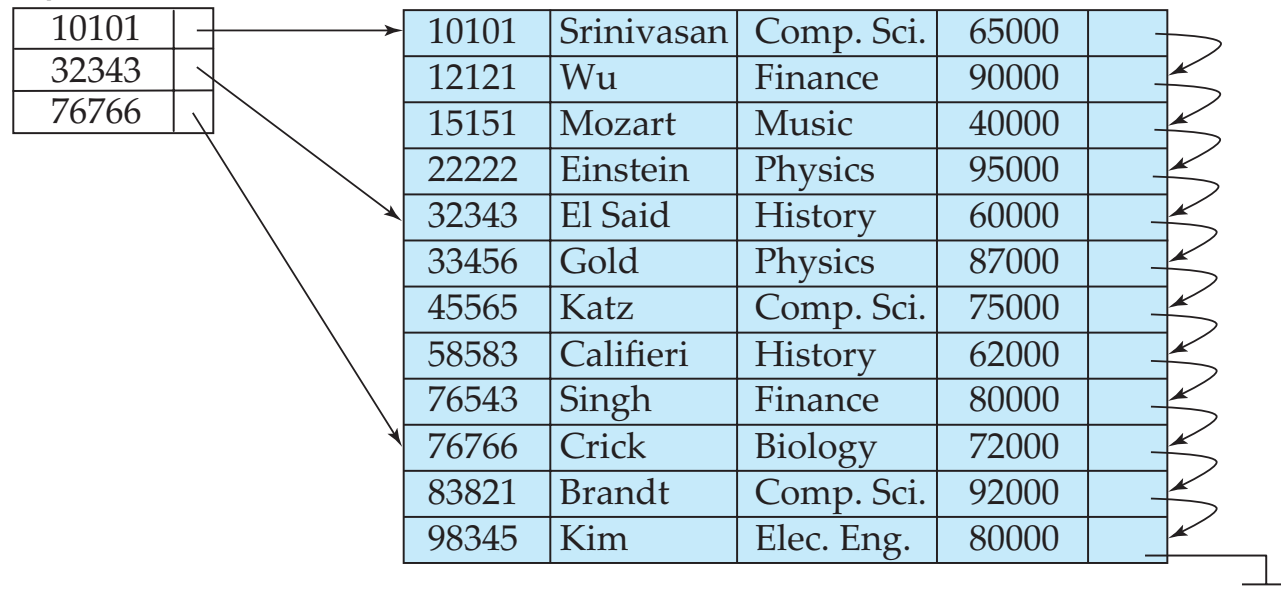 10101
32343
76766
10101 Srinivasan Comp. Sci. 65000
12121 Wu Finance 90000
15151 Mozart Music 40000
22222 Einstein Physics 95000
32343 El Said History 60000
33456 Gold Physics 87000
45565 Katz Comp. Sci. 75000
58583 Califieri History 62000
76543 Singh Finance 80000
76766 Crick Biology 72000
83821 Brandt Comp. Sci. 92000
98345 Kim Elec. Eng. 80000